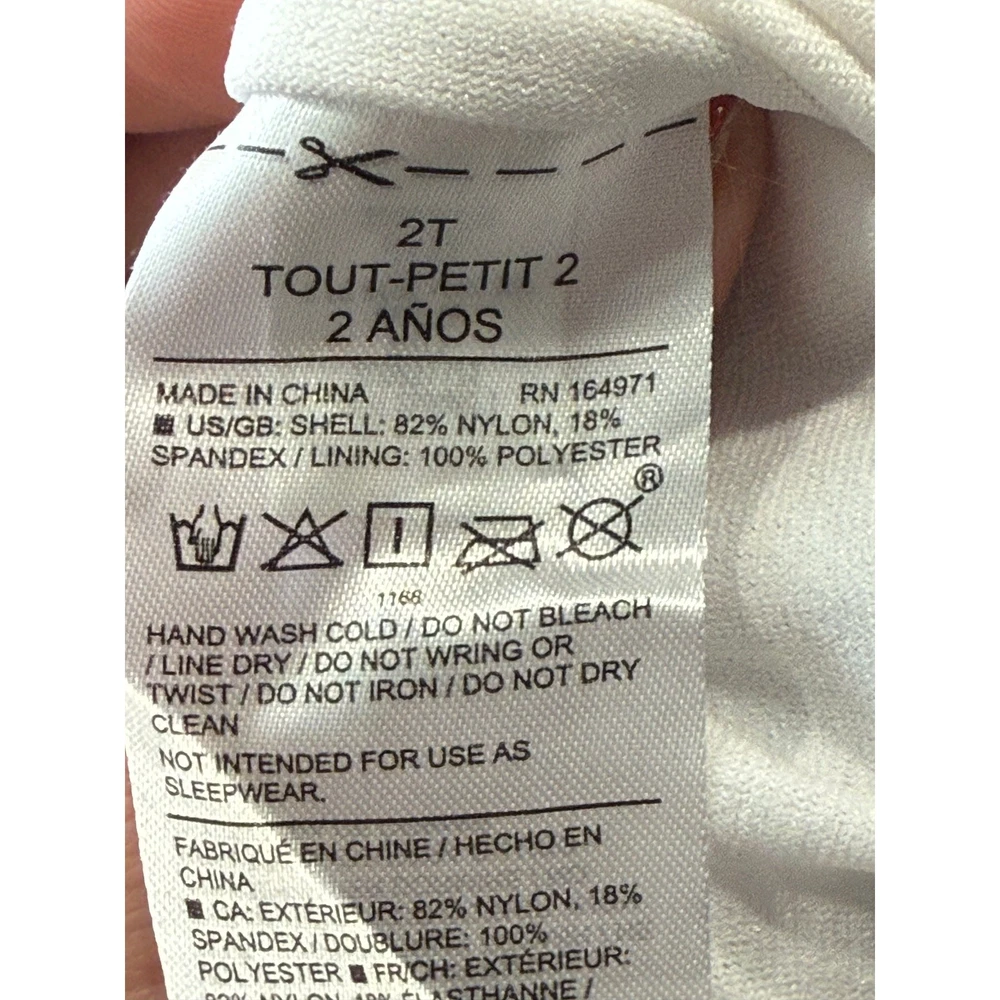 2T
TOUT-PETIT 2
2 AÑOS
MADE IN CHINA RN 164971
US/GB: SHELL: 82% NYLON, 18%
SPANDEX / LINING: 100% POLYESTER
®
1168
HAND WASH COLD / DO NOT BLEACH
/ LINE DRY / DO NOT WRING OR
TWIST / DO NOT IRON / DO NOT DRY
CLEAN
NOT INTENDED FOR USE AS
SLEEPWEAR.
FABRIQUÉ EN CHINE / HECHO EN
CHINA
CA: EXTÉRIEUR: 82% NYLON, 18%
SPANDEX / DOUBLURE: 100%
POLYESTER FR/CH: EXTÉRIEUR:
NYLON, ÉLASTHANNE /